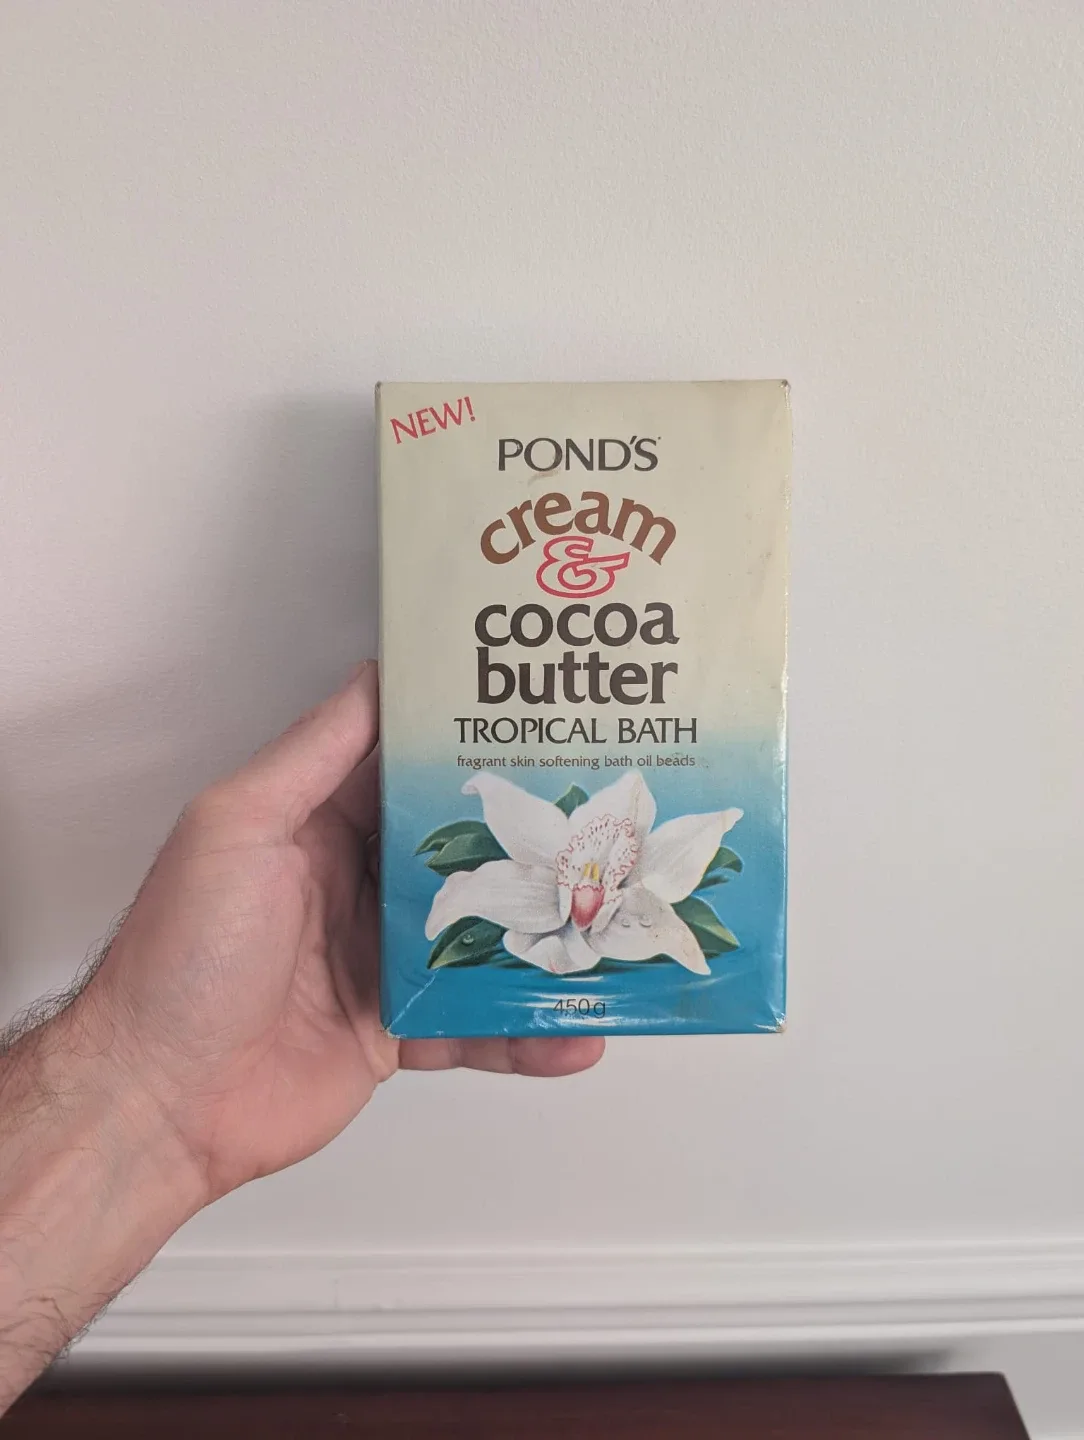 NEW!
POND'S
cream
&
cocoa
butter
TROPICAL BATH
fragrant skin softening bath oil beads
450g